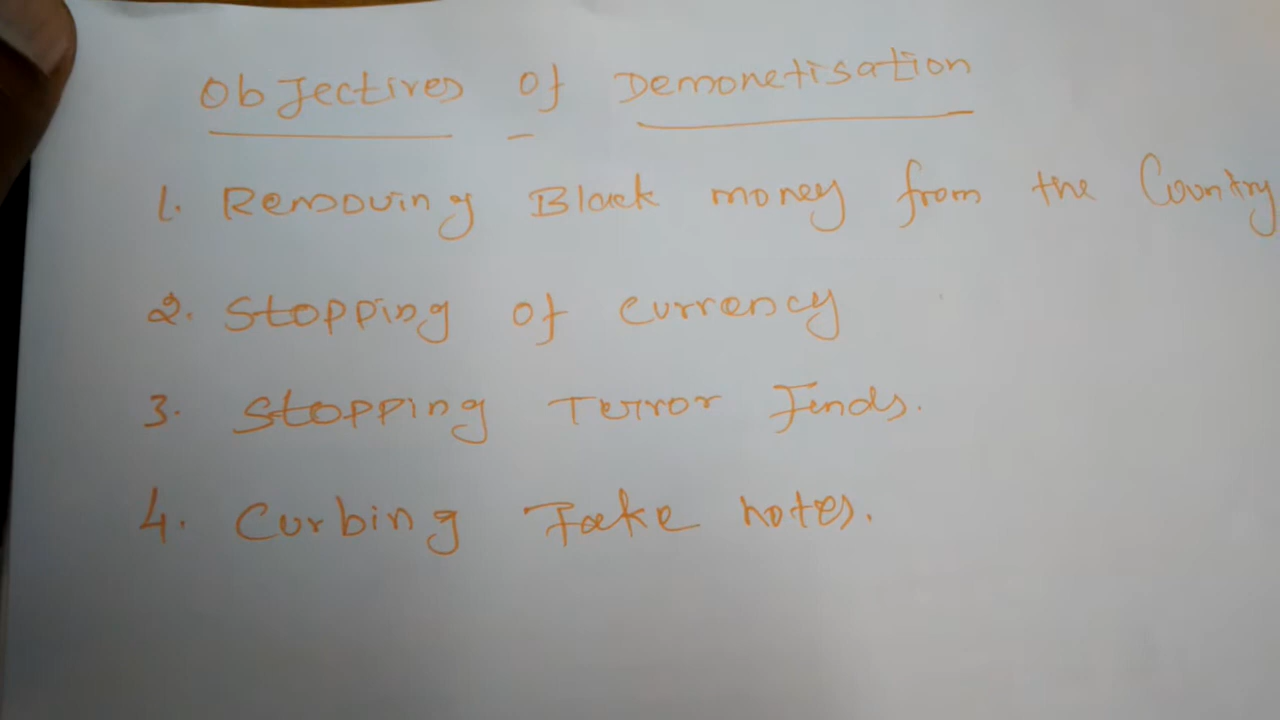 Objectives of Demonetisation
1. Removing Black money from the Country
2. Stopping of currency
3. Stopping Terror Funds.
4. Curbing Fake notes.